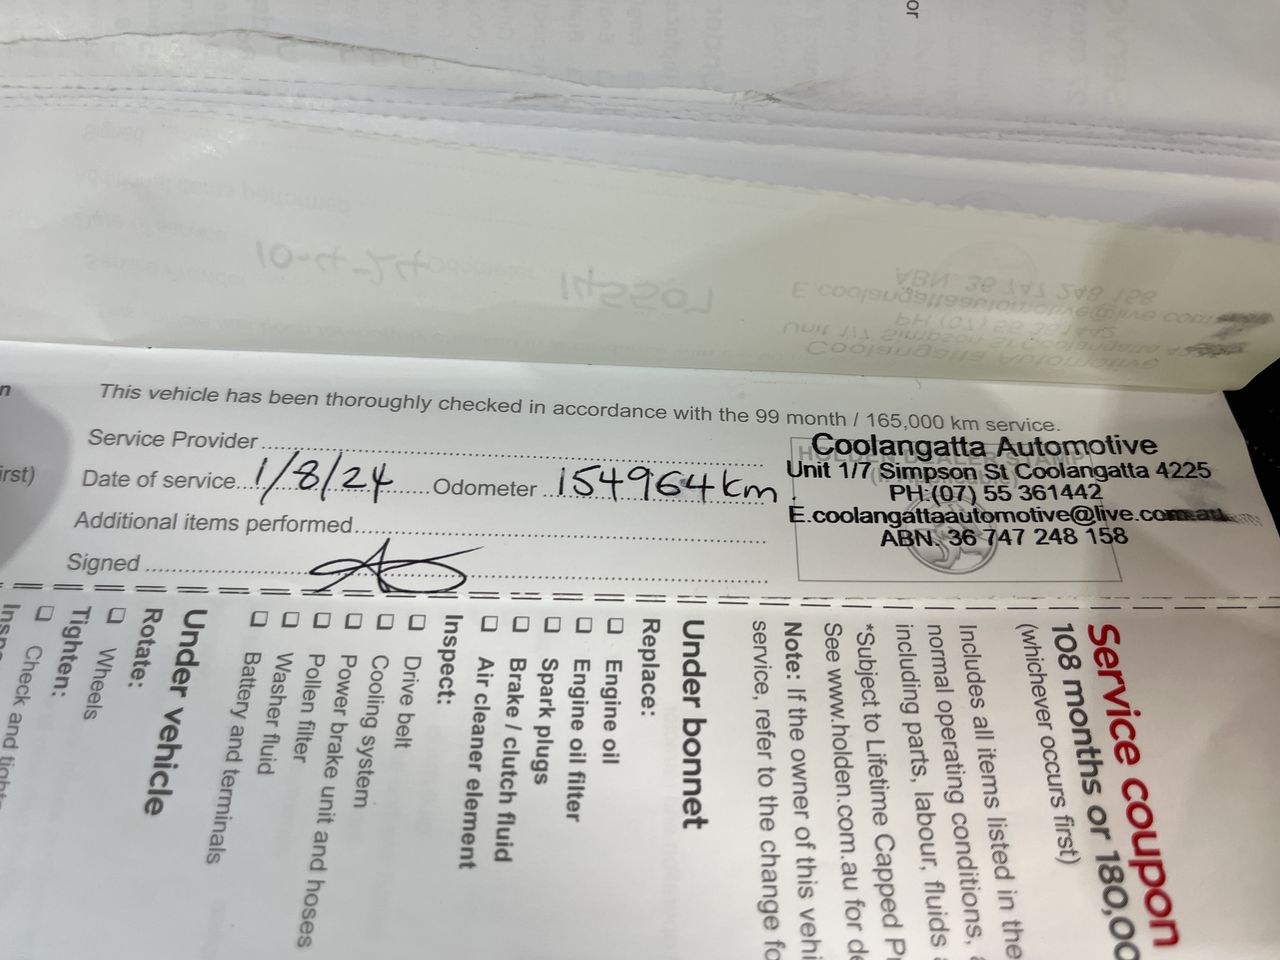 or
This vehicle has been thoroughly checked in accordance with the 99 month / 165,000 km service.
Service Provider
Date of service 1/8/24 Odometer 154964km
Additional items performed
Signed
Coolangatta Automotive
Unit 1/7 Simpson St Coolangatta 4225
PH:(07) 55 361442
E.coolangattaautomotive@live.com.au
ABN. 36 747 248 158
irst)
Service coupon
108 months or 180,00
(whichever occurs first)
Includes all items listed in the
normal operating conditions,
including parts, labour, fluids
*Subject to Lifetime Capped Pr
See www.holden.com.au for de
Note: If the owner of this vehi
service, refer to the change fo
Under bonnet
Replace:
Engine oil
Engine oil filter
Spark plugs
Brake / clutch fluid
Air cleaner element
Inspect:
Drive belt
Cooling system
Power brake unit and hoses
Pollen filter
Washer fluid
Battery and terminals
Under vehicle
Rotate:
Wheels
Tighten:
Check and tight
Inspe